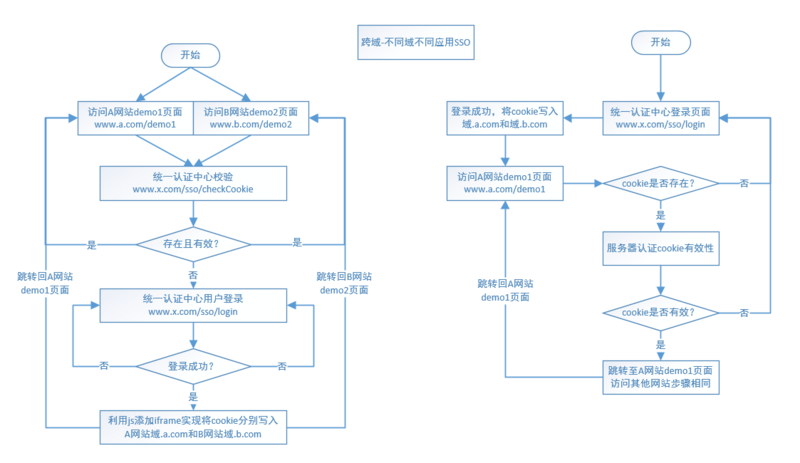 跨域-不同域不同应用SSO
开始
访问A网站demo1页面
www.a.com/demo1
访问B网站demo2页面
www.b.com/demo2
统一认证中心校验
www.x.com/sso/checkCookie
存在且有效?
是
是
否
跳转回A网站
demo1页面
跳转回B网站
demo2页面
统一认证中心用户登录
www.x.com/sso/login
登录成功?
否
否
是
利用js添加iframe实现将cookie分别写入
A网站域.a.com和B网站域.b.com
开始
登录成功，将cookie写入
域.a.com和域.b.com
统一认证中心登录页面
www.x.com/sso/login
访问A网站demo1页面
www.a.com/demo1
cookie是否存在?
否
是
服务器认证cookie有效性
跳转回A网站
demo1页面
cookie是否有效?
否
是
跳转至A网站demo1页面
访问其他网站步骤相同